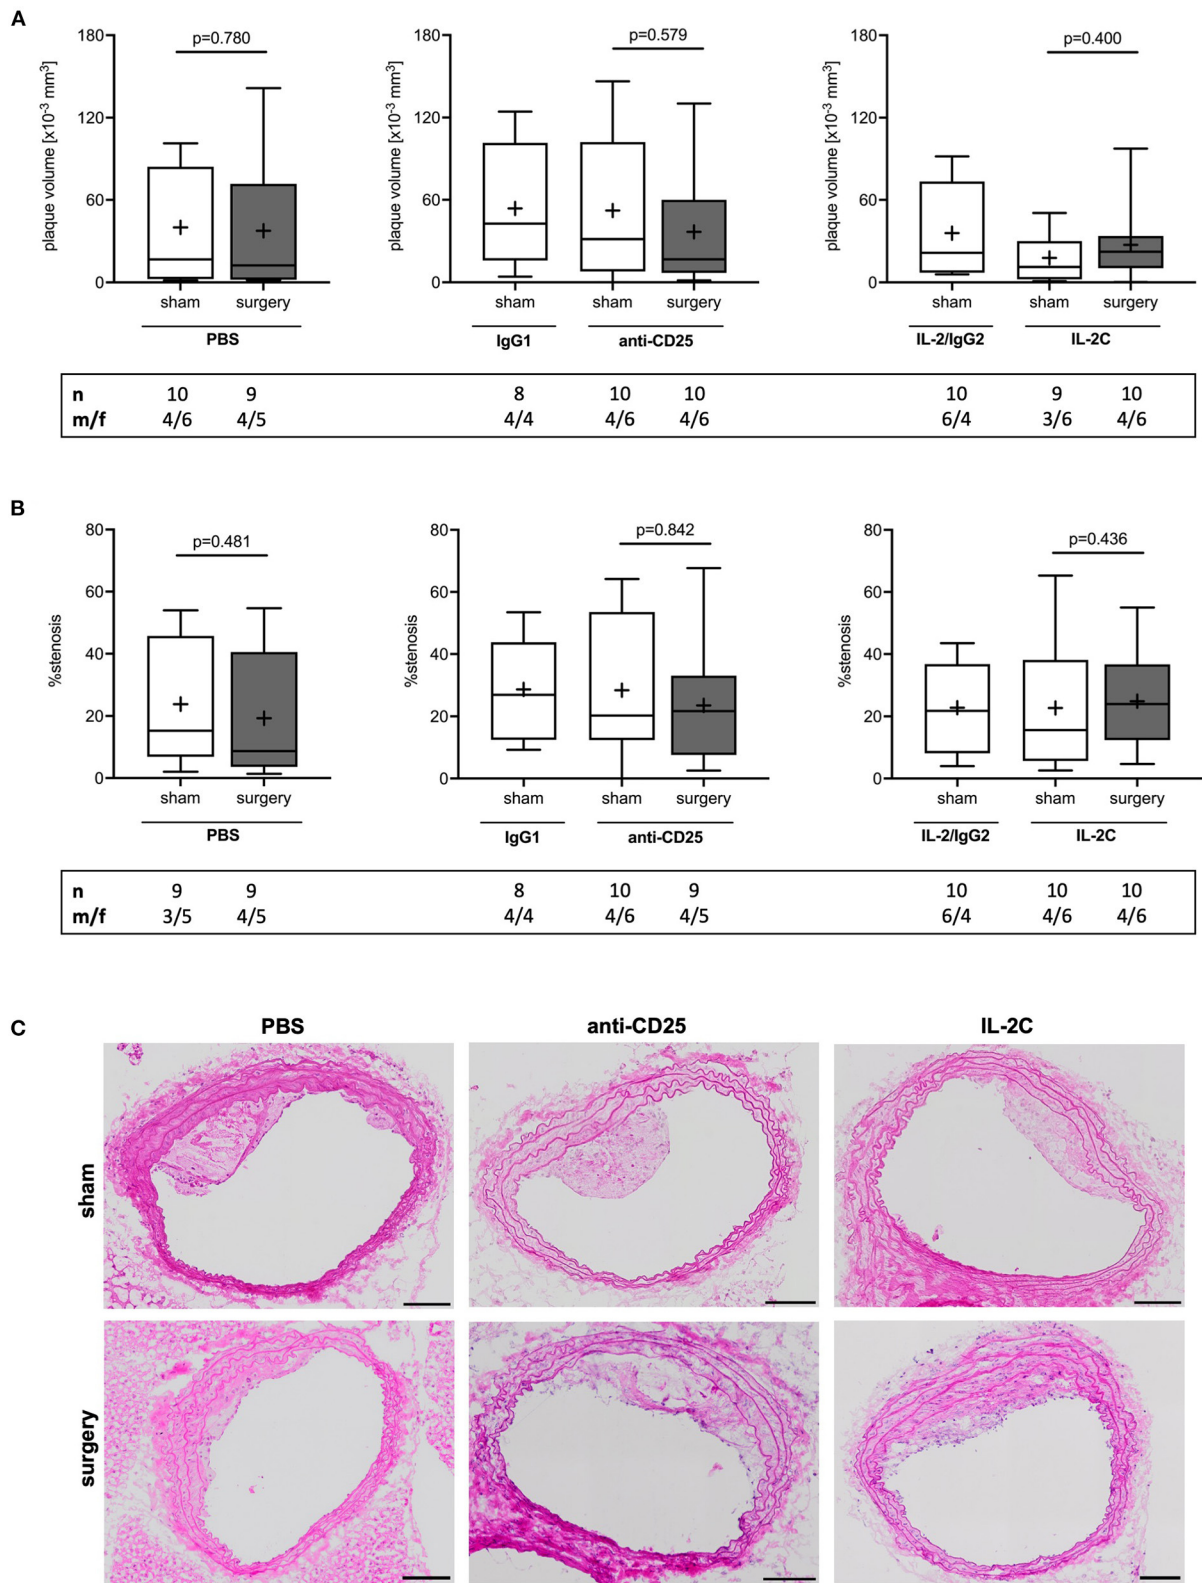 A
180
120
60
0
plaque volume [x10-3 mm3]
p=0.780
sham surgery
PBS
180
120
60
0
plaque volume [x10-3 mm3]
p=0.579
sham sham surgery
IgG1 anti-CD25
180
120
60
0
plaque volume [x10-3 mm3]
p=0.400
sham sham surgery
IL-2/IgG2 IL-2C
n 10 9 8 10 10 10 9 10
m/f 4/6 4/5 4/4 4/6 4/6 6/4 3/6 4/6
B
80
60
40
20
0
%stenosis
p=0.481
sham surgery
PBS
80
60
40
20
0
%stenosis
p=0.842
sham sham surgery
IgG1 anti-CD25
80
60
40
20
0
%stenosis
p=0.436
sham sham surgery
IL-2/IgG2 IL-2C
n 9 9 8 10 9 10 10 10
m/f 3/5 4/5 4/4 4/6 4/5 6/4 4/6 4/6
C
PBS anti-CD25 IL-2C
sham
surgery